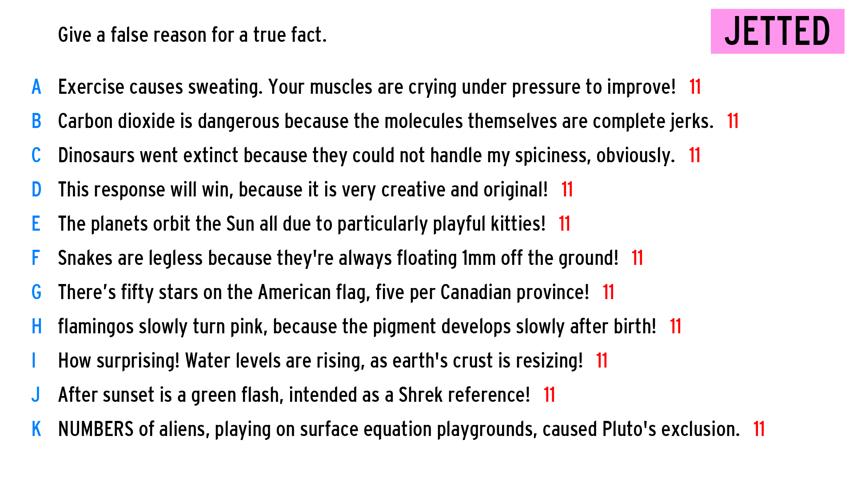 Give a false reason for a true fact.
JETTED
A Exercise causes sweating. Your muscles are crying under pressure to improve! 11
B Carbon dioxide is dangerous because the molecules themselves are complete jerks. 11
C Dinosaurs went extinct because they could not handle my spiciness, obviously. 11
D This response will win, because it is very creative and original! 11
E The planets orbit the Sun all due to particularly playful kitties! 11
F Snakes are legless because they're always floating 1mm off the ground! 11
G There’s fifty stars on the American flag, five per Canadian province! 11
H flamingos slowly turn pink, because the pigment develops slowly after birth! 11
I How surprising! Water levels are rising, as earth's crust is resizing! 11
J After sunset is a green flash, intended as a Shrek reference! 11
K NUMBERS of aliens, playing on surface equation playgrounds, caused Pluto's exclusion. 11